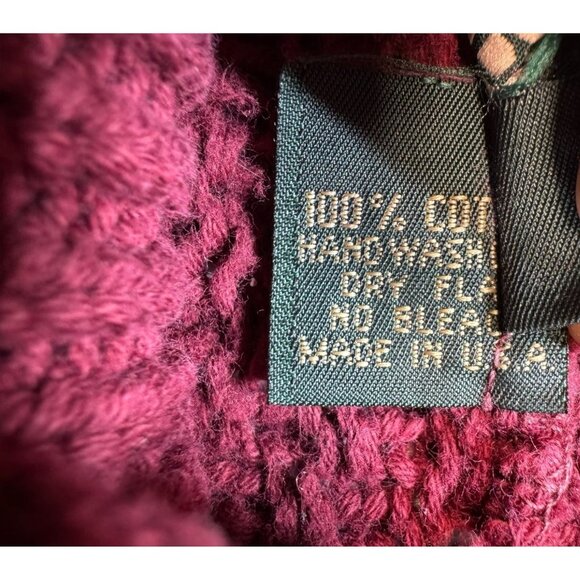 100% COT
HAND WASH
DRY FLA
NO BLEAC
MADE IN U.S.A.